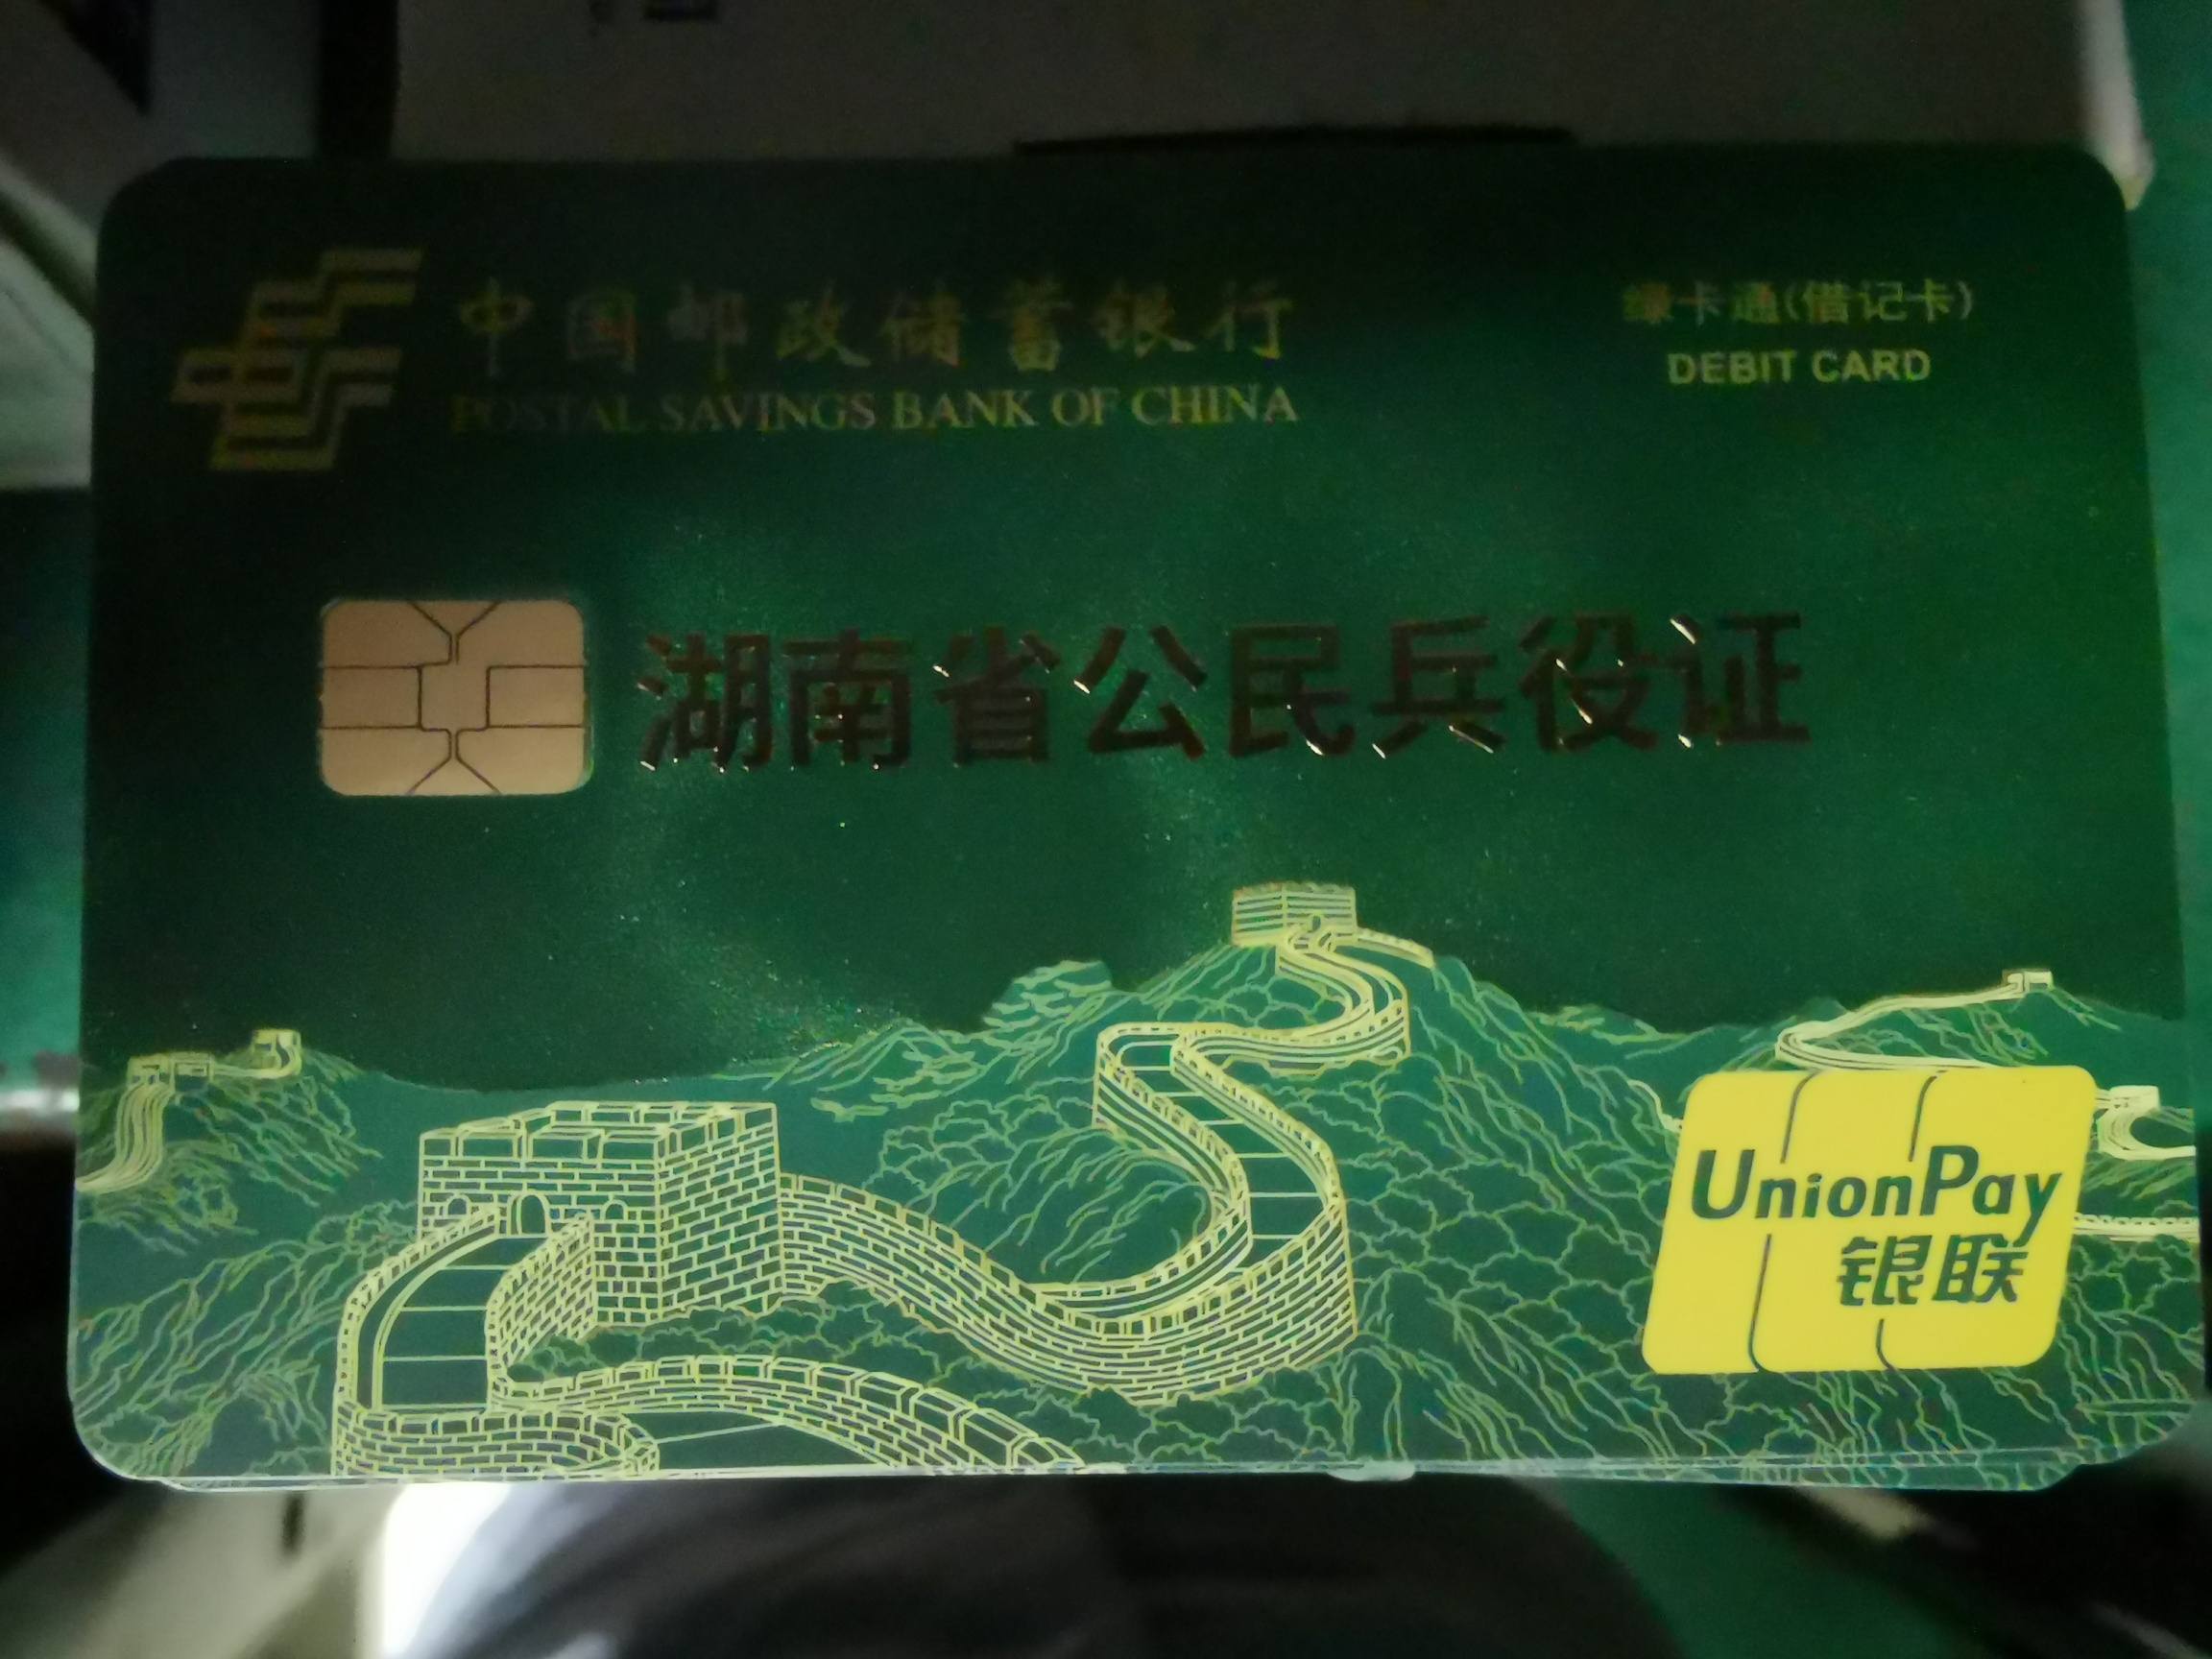 中国邮政储蓄银行
POSTAL SAVINGS BANK OF CHINA
绿卡通(借记卡)
DEBIT CARD
湖南省公民兵役证
UnionPay
银联